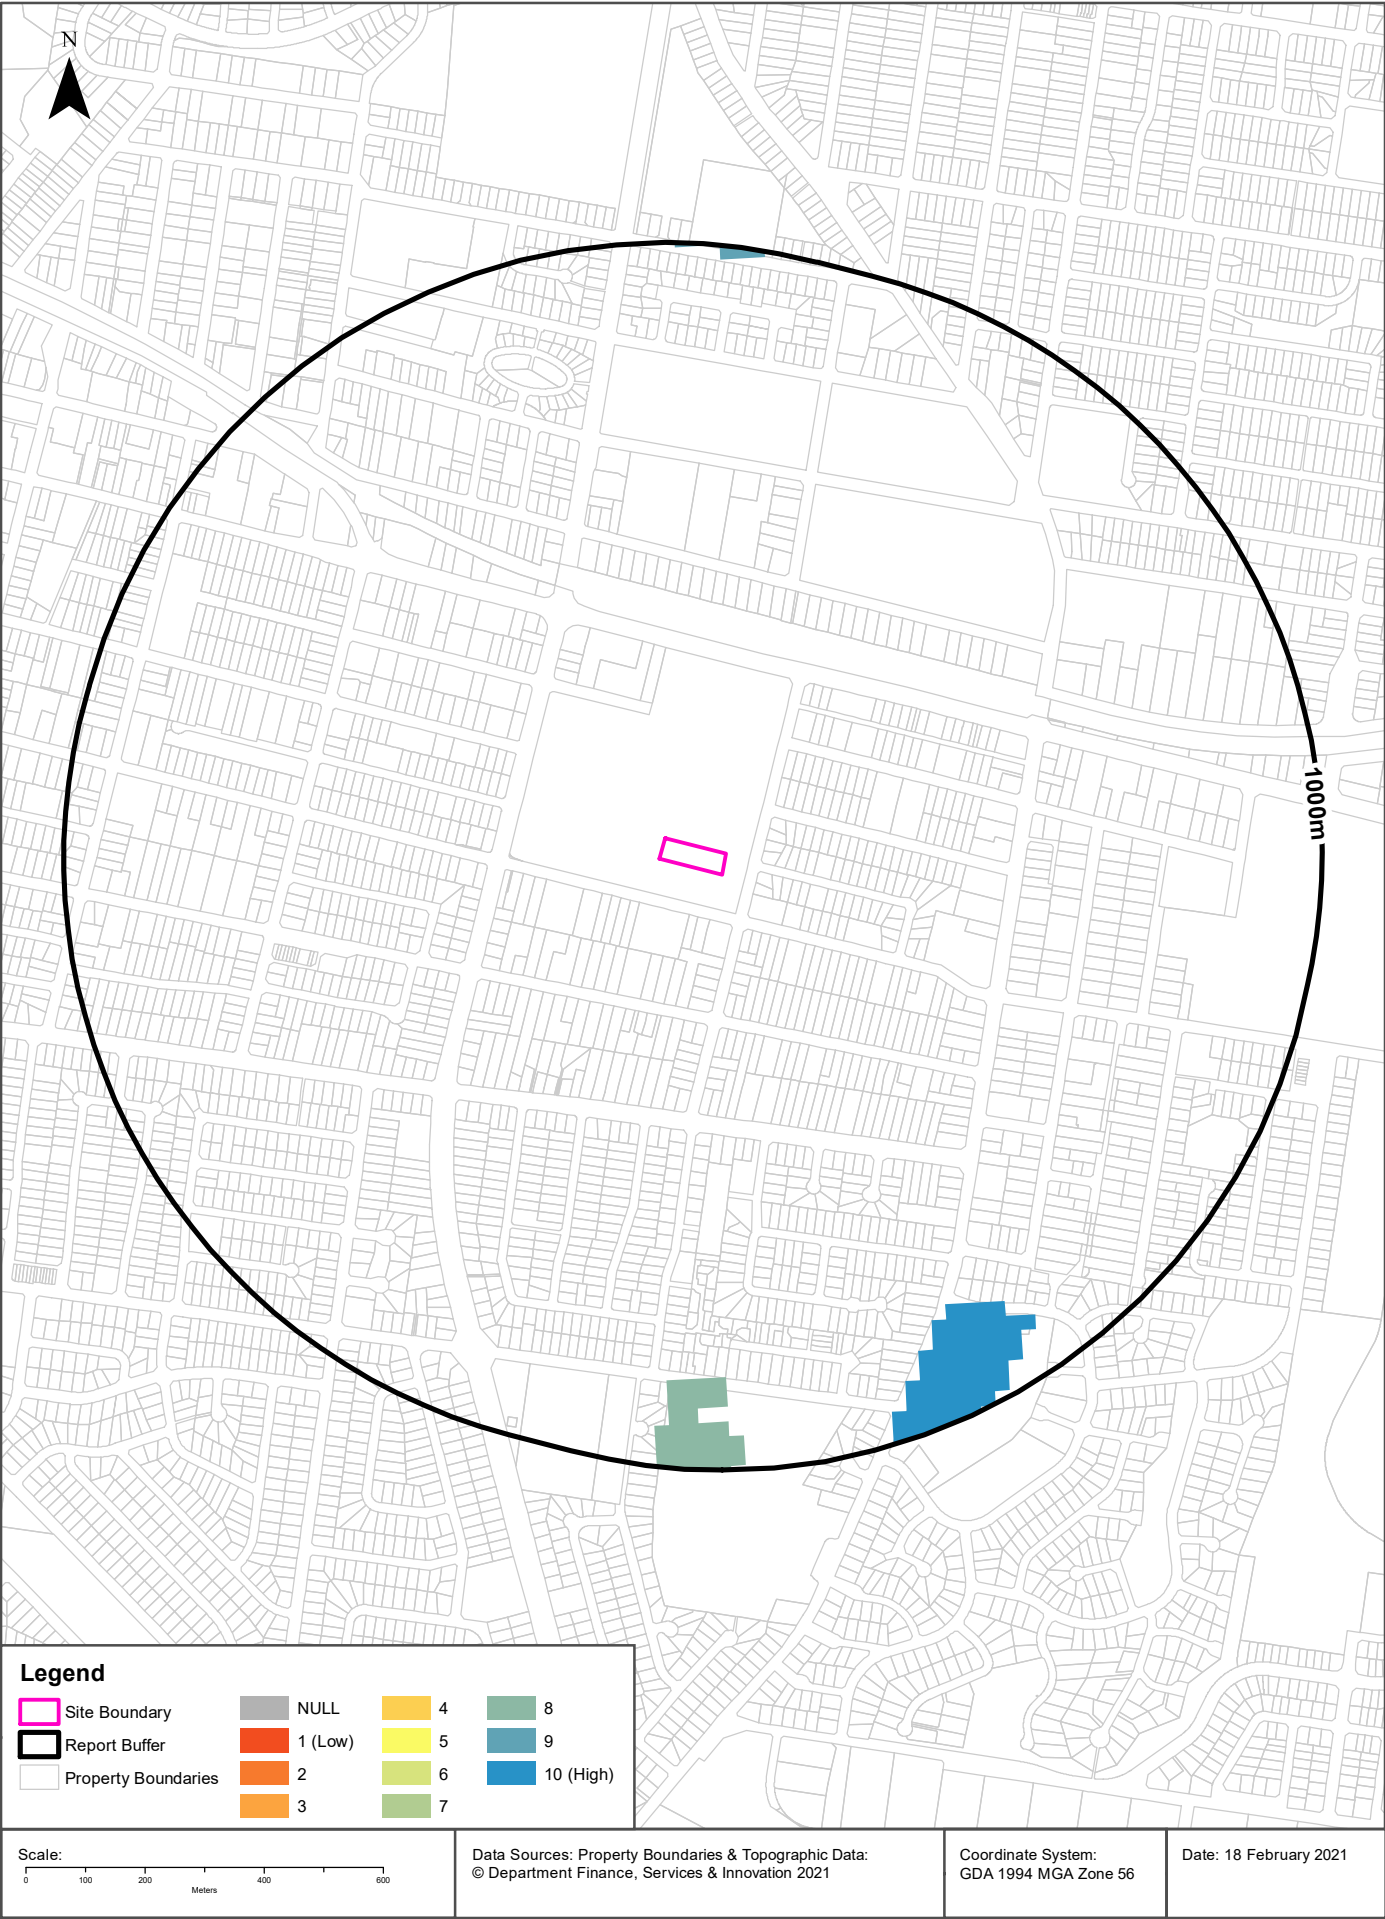 N
1000m
Legend
Site Boundary
Report Buffer
Property Boundaries
NULL
1 (Low)
2
3
4
5
6
7
8
9
10 (High)
Scale:
0 100 200 400 600
Meters
Data Sources: Property Boundaries & Topographic Data:
© Department Finance, Services & Innovation 2021
Coordinate System:
GDA 1994 MGA Zone 56
Date: 18 February 2021